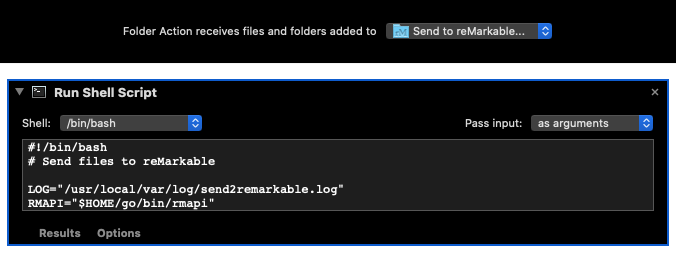 Folder Action receives files and folders added to Send to reMarkable...
Run Shell Script
Shell: /bin/bash Pass input: as arguments
#!/bin/bash
# Send files to reMarkable
LOG="/usr/local/var/log/send2remarkable.log"
RMAPI="$HOME/go/bin/rmapi"
Results Options